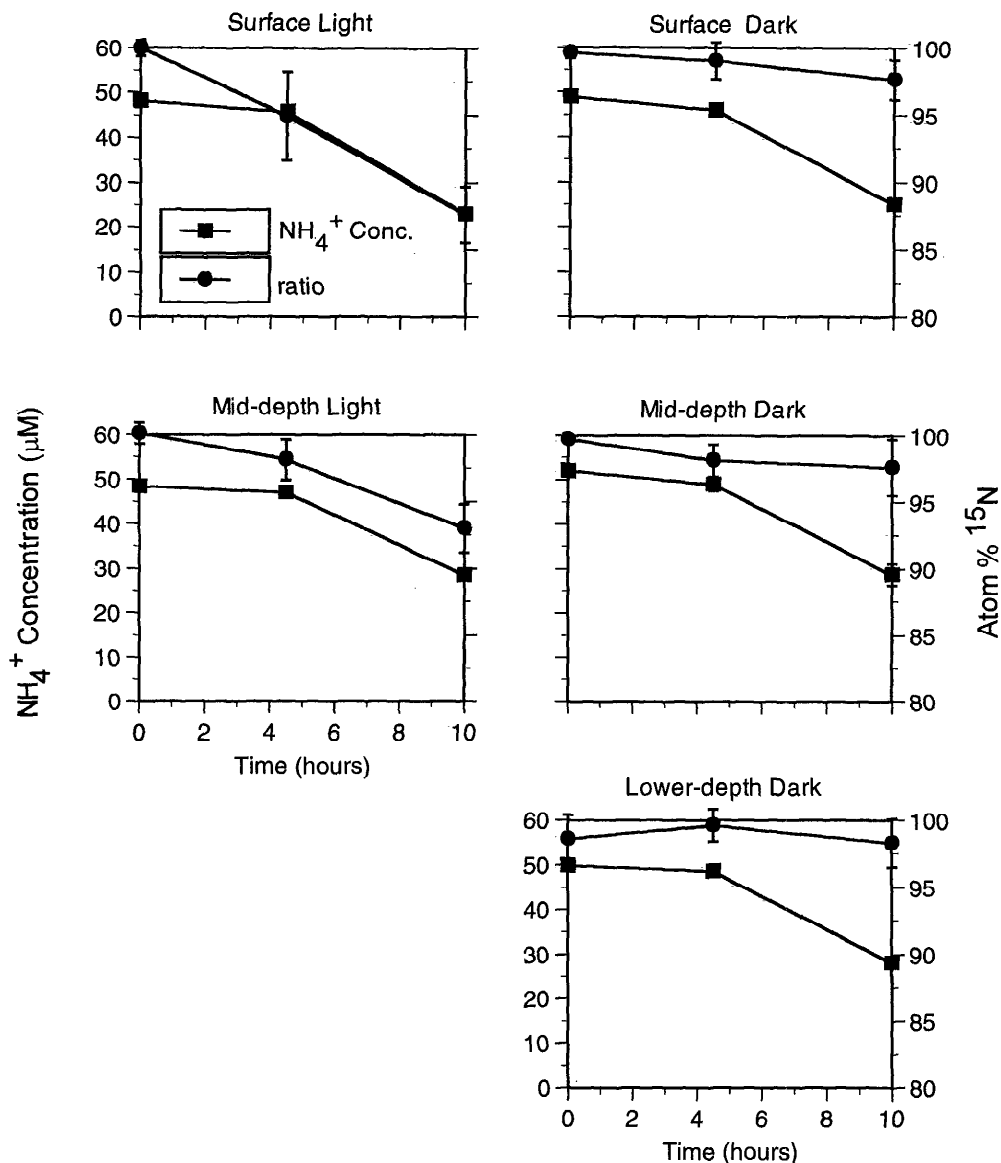 Surface Light
60
50
40
30
20
10
0
NH4+ Conc.
ratio
Surface Dark
100
95
90
85
80
NH4+ Concentration (µM)
Mid-depth Light
60
50
40
30
20
10
0
0 2 4 6 8 10
Time (hours)
Mid-depth Dark
100
95
90
85
80
Atom % 15N
Lower-depth Dark
60
50
40
30
20
10
0
100
95
90
85
80
0 2 4 6 8 10
Time (hours)